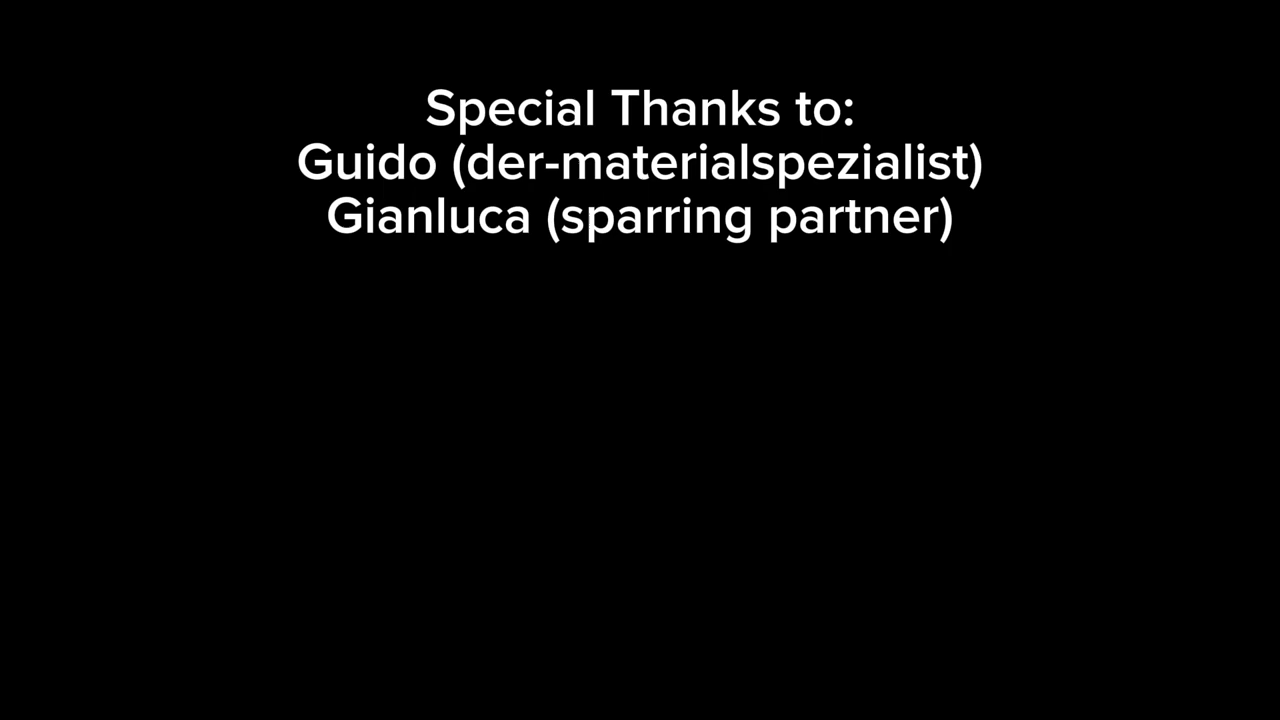 Special Thanks to:
Guido (der-materialspezialist)
Gianluca (sparring partner)